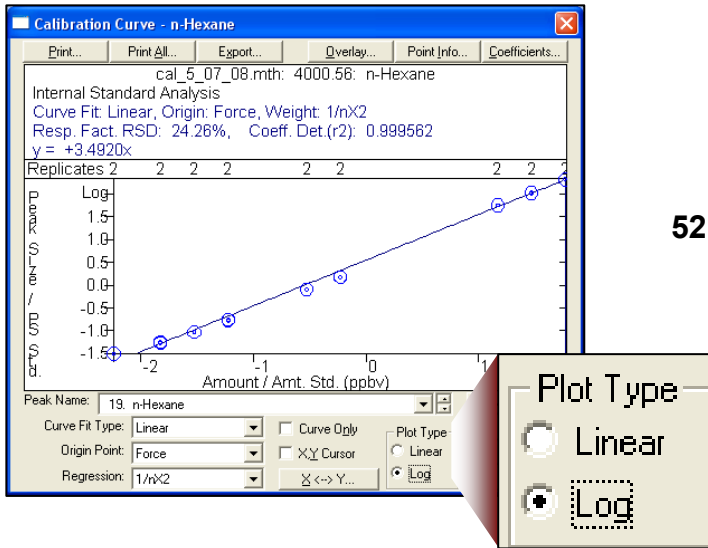 Calibration Curve - n-Hexane
Print... Print All... Export... Overlay... Point Info... Coefficients...
cal_5_07_08.mth: 4000.56: n-Hexane
Internal Standard Analysis
Curve Fit: Linear, Origin: Force, Weight: 1/nX2
Resp. Fact. RSD: 24.26%, Coeff. Det.(r2): 0.999562
y = +3.4920x
Replicates 2 2 2 2 2 2 2 2 2
Peak Size / PS Std.
Log
1.5
1.0
0.5
0.0
-0.5
-1.0
-1.5
-2 -1 0 1
Amount / Amt. Std. (ppbv)
Peak Name: 19. n-Hexane
Curve Fit Type: Linear
Curve Only
Plot Type
Origin Point: Force
X,Y Cursor
Linear
Regression: 1/nX2
X <--> Y...
Log
52
Plot Type
Linear
Log